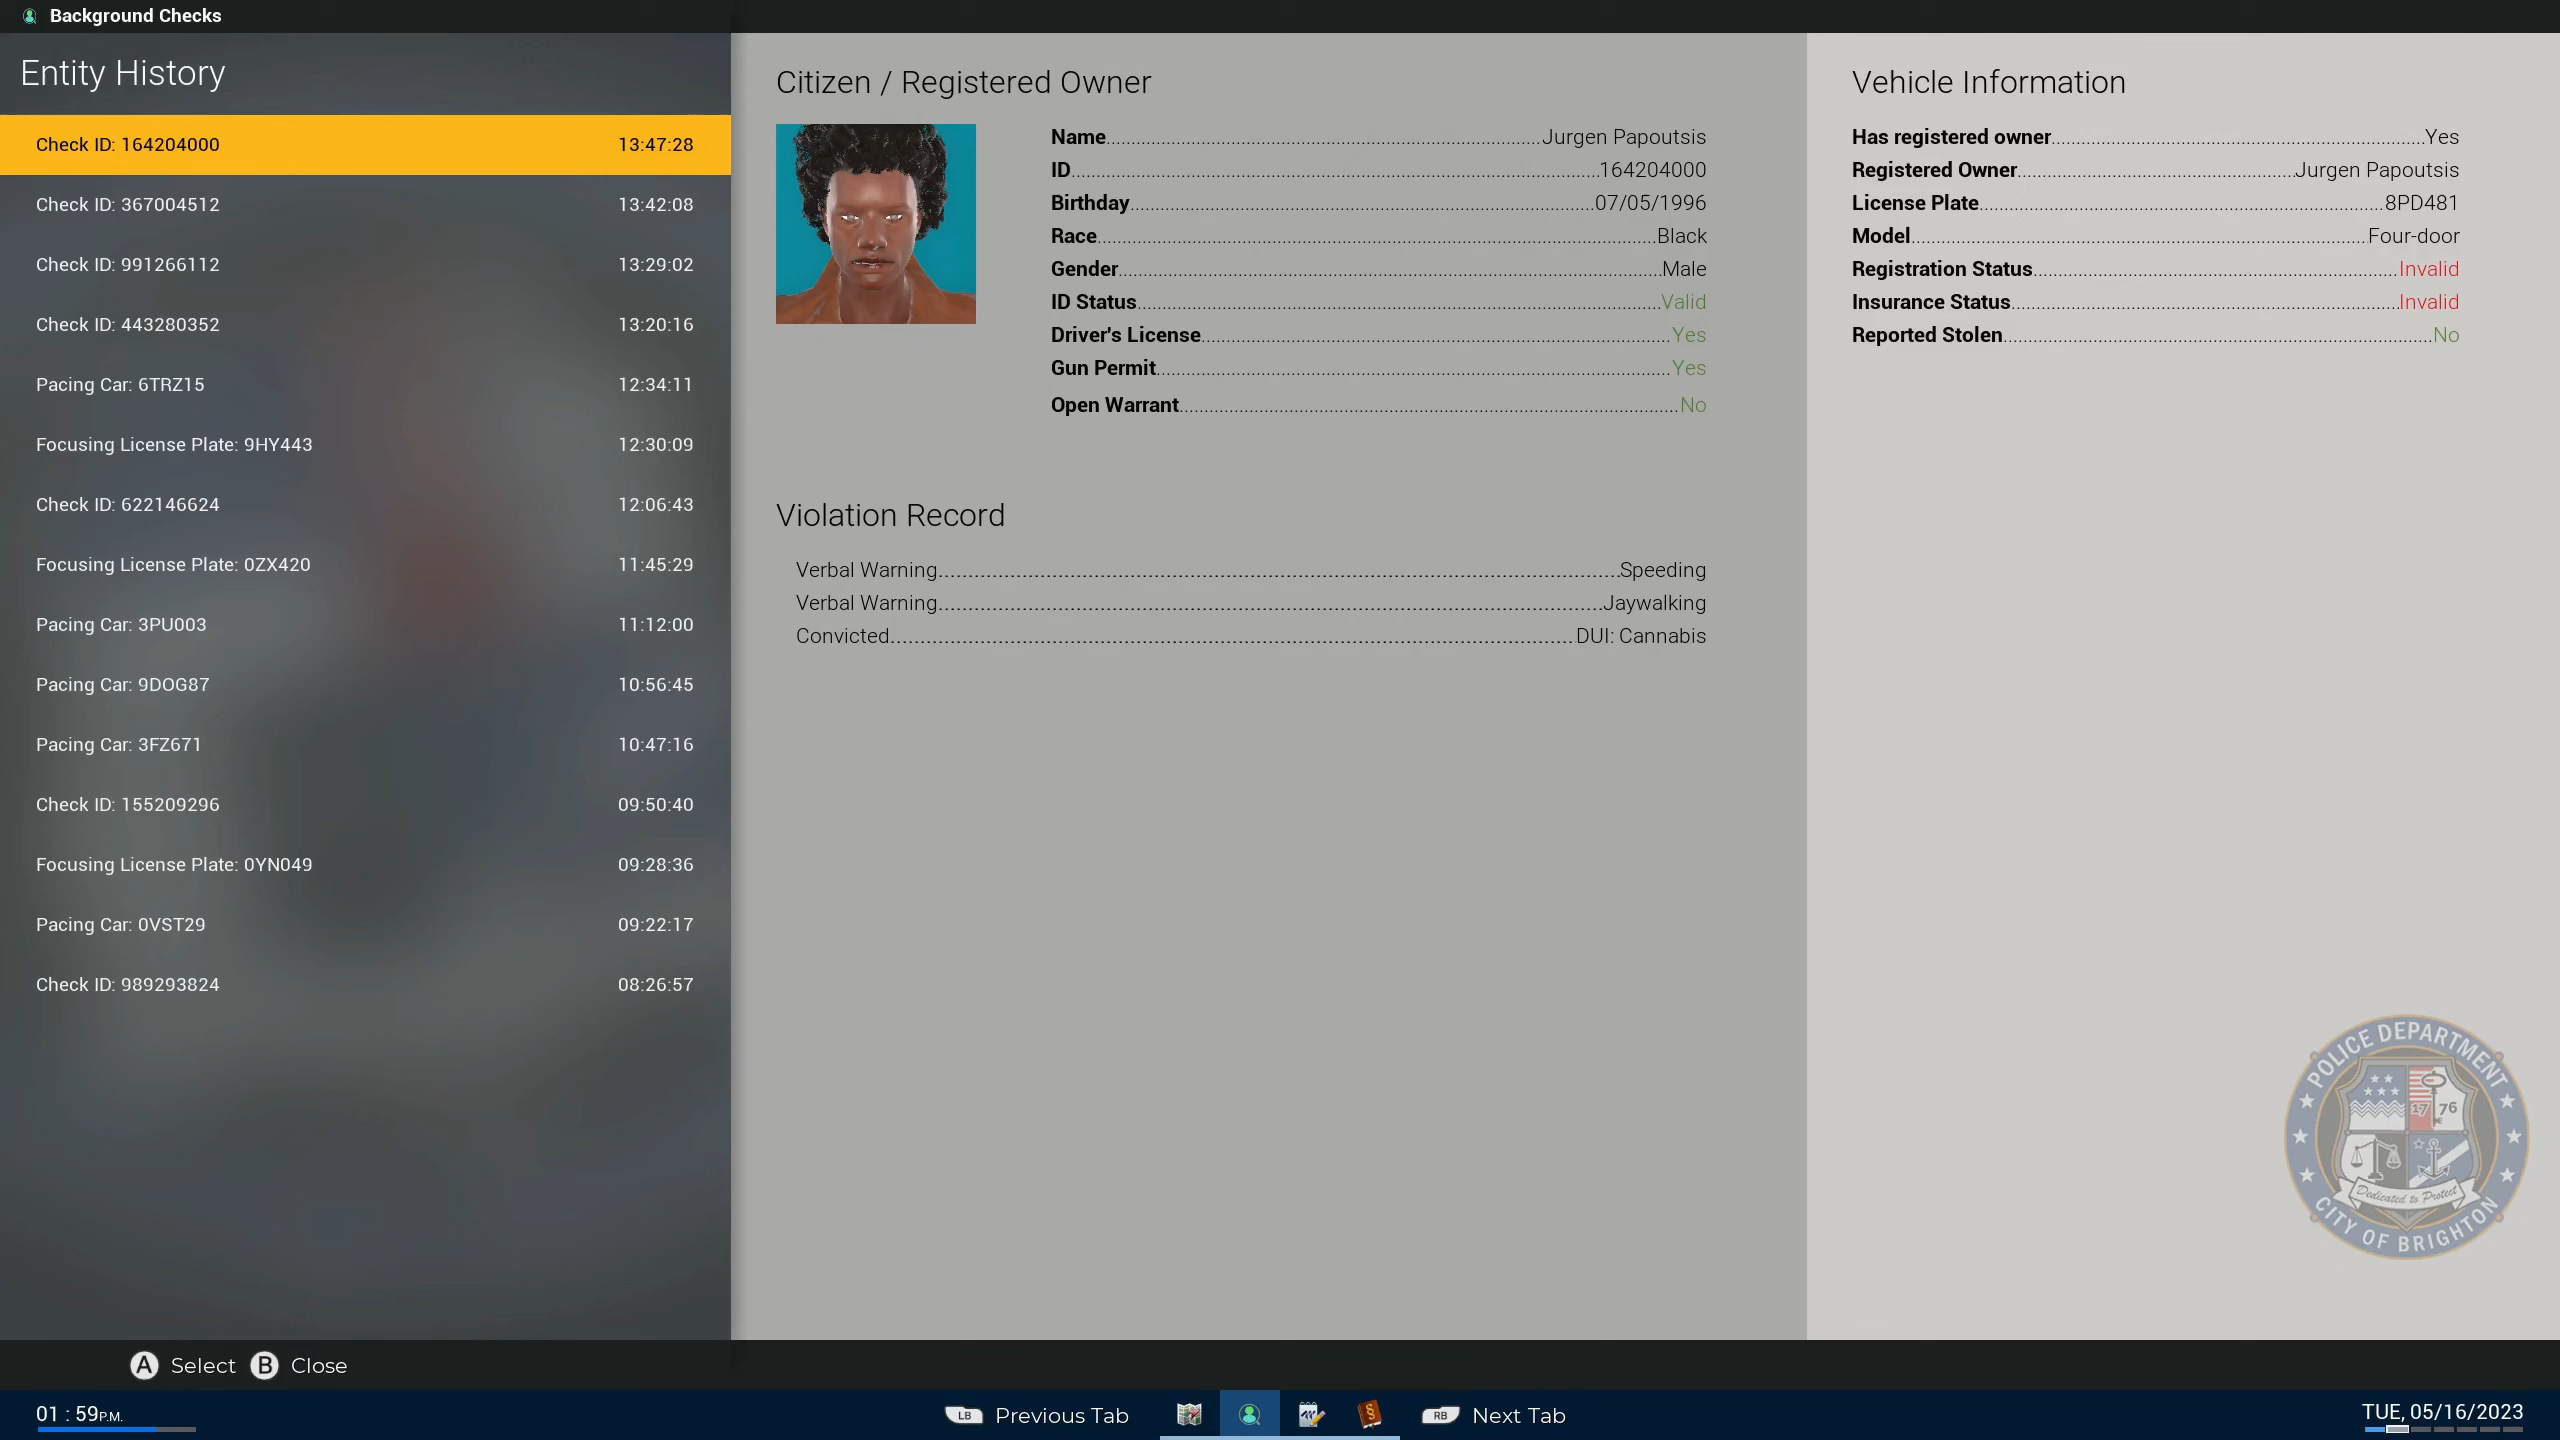 Background Checks
Entity History
Check ID: 164204000 13:47:28
Check ID: 367004512 13:42:08
Check ID: 991266112 13:29:02
Check ID: 443280352 13:20:16
Pacing Car: 6TRZ15 12:34:11
Focusing License Plate: 9HY443 12:30:09
Check ID: 622146624 12:06:43
Focusing License Plate: 0ZX420 11:45:29
Pacing Car: 3PU003 11:12:00
Pacing Car: 9DOG87 10:56:45
Pacing Car: 3FZ671 10:47:16
Check ID: 155209296 09:50:40
Focusing License Plate: 0YN049 09:28:36
Pacing Car: 0VST29 09:22:17
Check ID: 989293824 08:26:57
Citizen / Registered Owner
Name Jurgen Papoutsis
ID 164204000
Birthday 07/05/1996
Race Black
Gender Male
ID Status Valid
Driver's License Yes
Gun Permit Yes
Open Warrant No
Violation Record
Verbal Warning Speeding
Verbal Warning Jaywalking
Convicted DUI: Cannabis
Vehicle Information
Has registered owner Yes
Registered Owner Jurgen Papoutsis
License Plate 8PD481
Model Four-door
Registration Status Invalid
Insurance Status Invalid
Reported Stolen No
POLICE DEPARTMENT
17 76
Dedicated to Protect
CITY OF BRIGHTON
A Select B Close
01 : 59 P.M.
LB Previous Tab
RB Next Tab
TUE, 05/16/2023